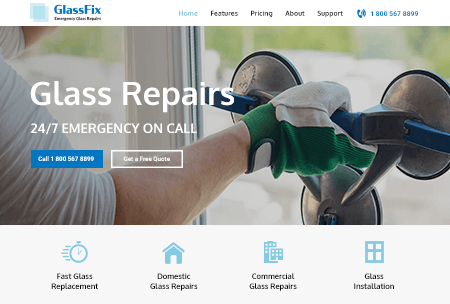 GlassFix
Emergency Glass Repairs
Home Features Pricing About Support 1 800 567 8899
Glass Repairs
24/7 EMERGENCY ON CALL
Call 1 800 567 8899 Get a Free Quote
Fast Glass Replacement
Domestic Glass Repairs
Commercial Glass Repairs
Glass Installation